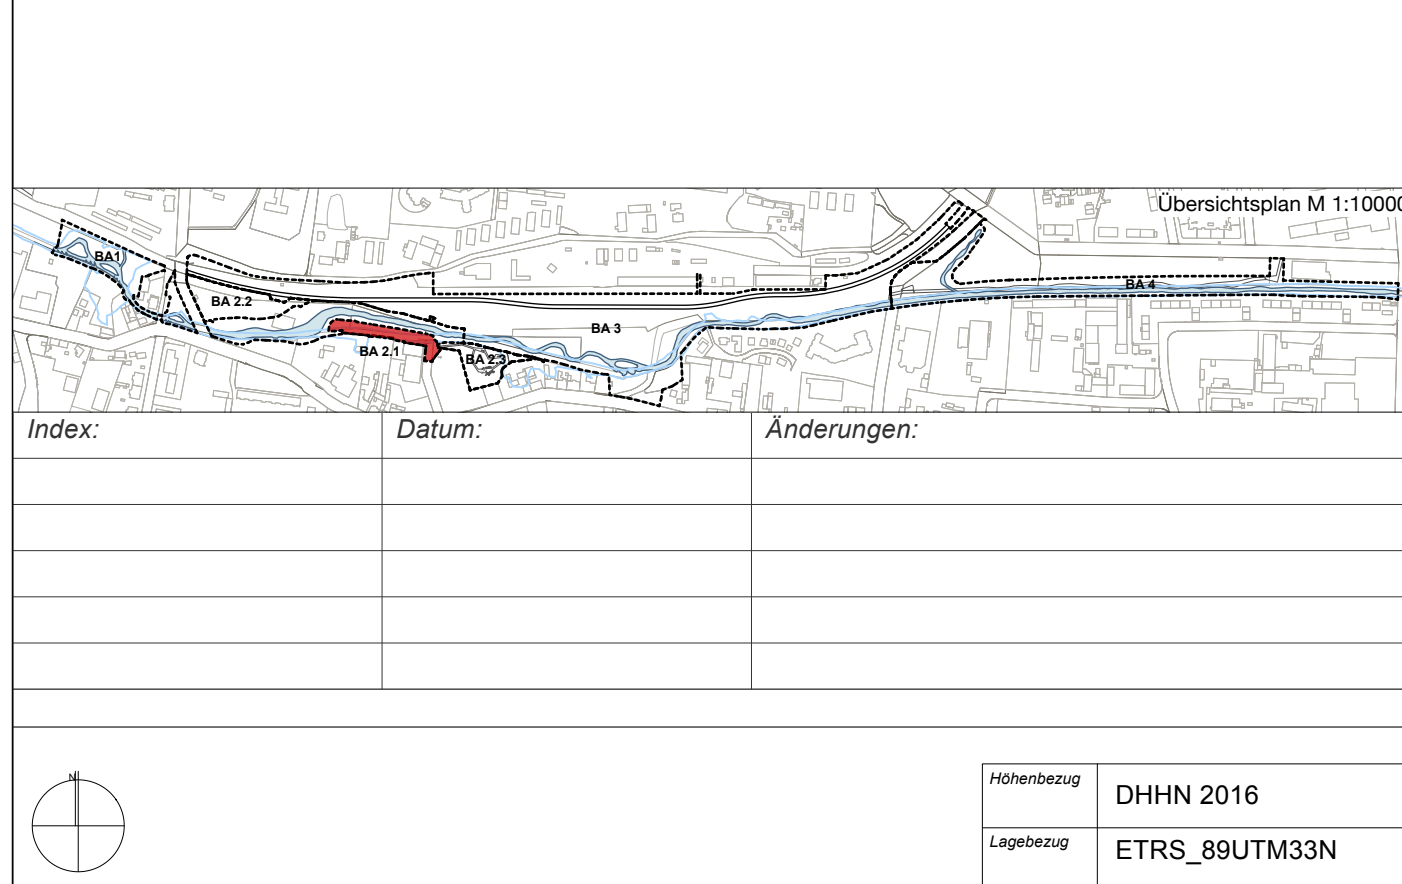 Übersichtsplan M 1:10000
BA1
BA 2.2
BA 4
BA 3
BA 2.1
BA 2.3
Index: Datum: Änderungen:
N
Höhenbezug DHHN 2016
Lagebezug ETRS_89UTM33N